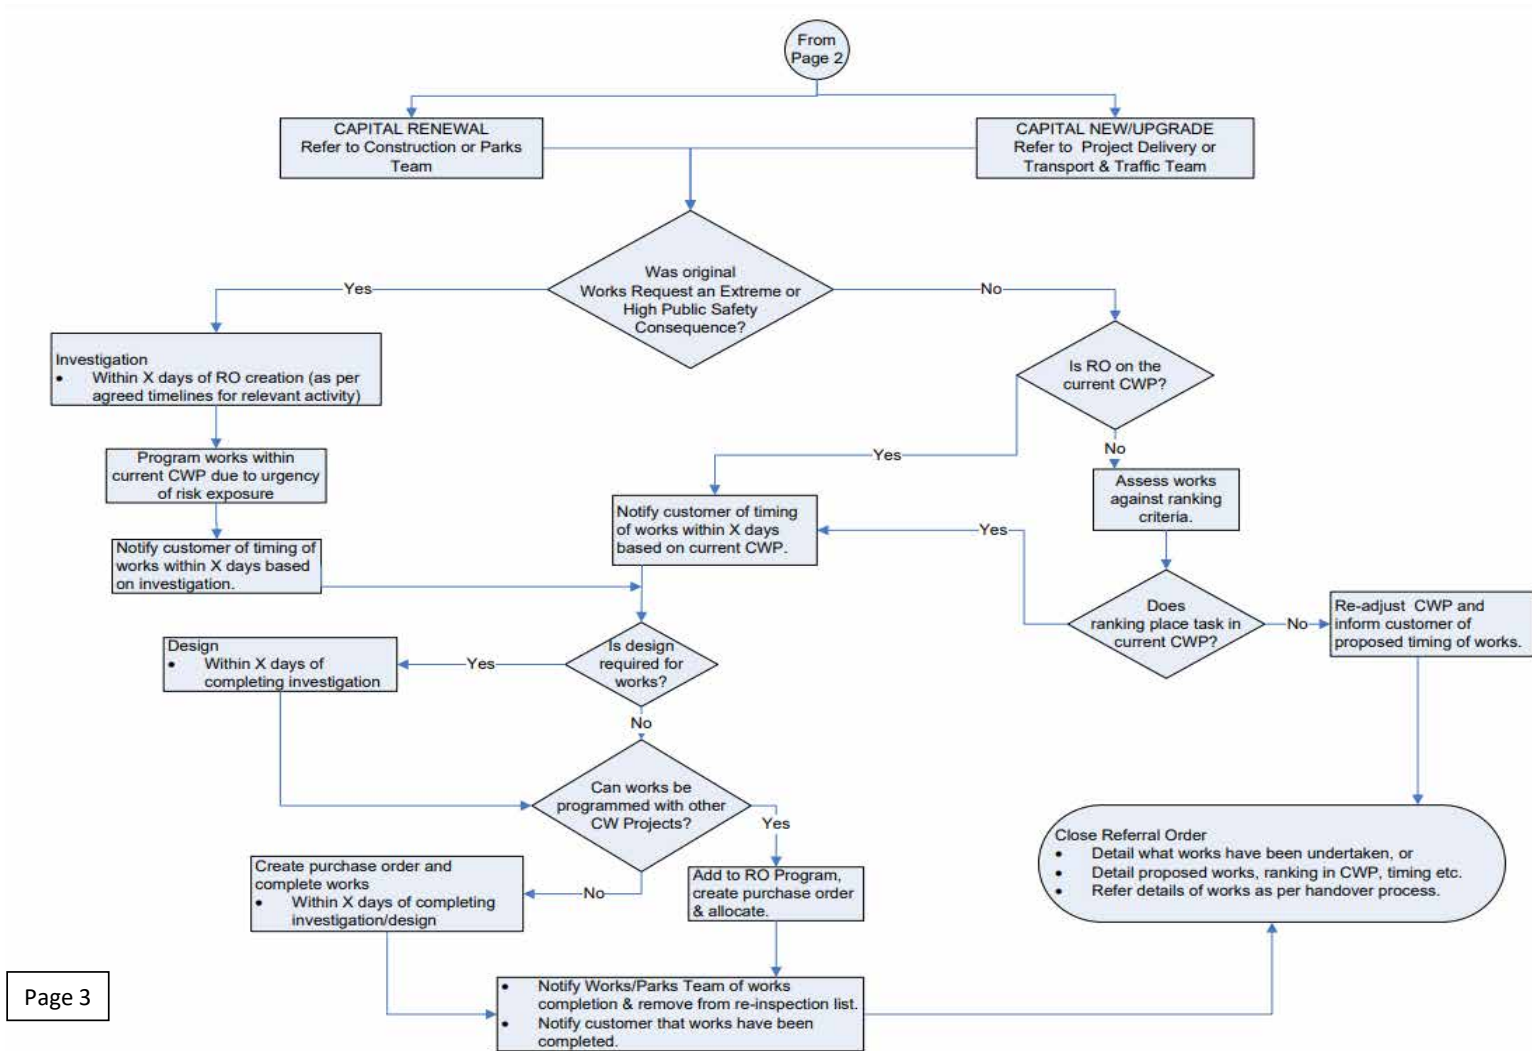 From
Page 2
CAPITAL RENEWAL
Refer to Construction or Parks
Team
CAPITAL NEW/UPGRADE
Refer to Project Delivery or
Transport & Traffic Team
Was original
Works Request an Extreme or
High Public Safety
Consequence?
Yes
No
Investigation
• Within X days of RO creation (as per
agreed timelines for relevant activity)
Is RO on the
current CWP?
Yes
No
Program works within
current CWP due to urgency
of risk exposure
Assess works
against ranking
criteria.
Notify customer of timing
of works within X days
based on current CWP.
Yes
Notify customer of timing of
works within X days based
on investigation.
Does
ranking place task in
current CWP?
No
Re-adjust CWP and
inform customer of
proposed timing of works.
Is design
required for
works?
Yes
Design
• Within X days of
completing investigation
No
Can works be
programmed with other
CW Projects?
Yes
No
Create purchase order and
complete works
• Within X days of completing
investigation/design
Add to RO Program,
create purchase order
& allocate.
Close Referral Order
• Detail what works have been undertaken, or
• Detail proposed works, ranking in CWP, timing etc.
• Refer details of works as per handover process.
• Notify Works/Parks Team of works
completion & remove from re-inspection list.
• Notify customer that works have been
completed.
Page 3